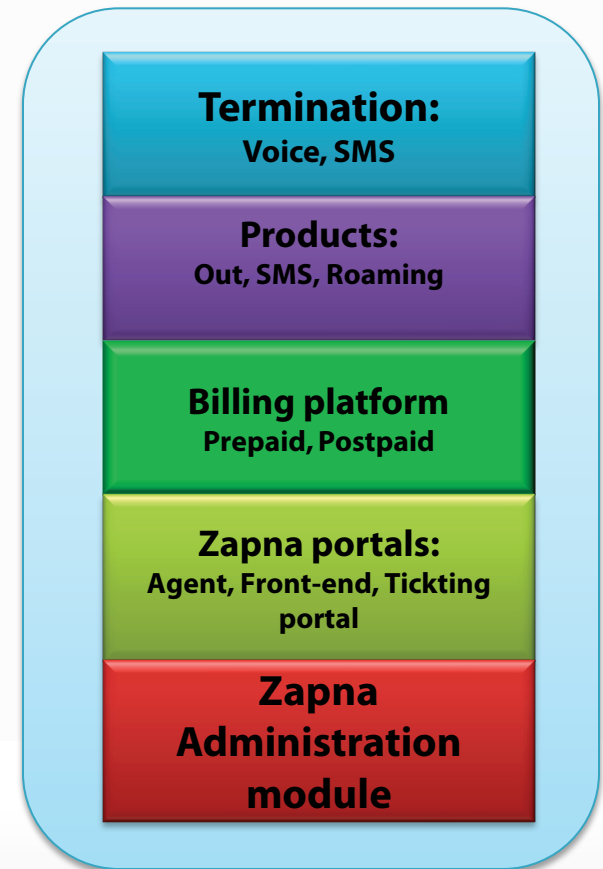 Termination:
Voice, SMS
Products:
Out, SMS, Roaming
Billing platform
Prepaid, Postpaid
Zapna portals:
Agent, Front-end, Tickting
portal
Zapna
Administration
module